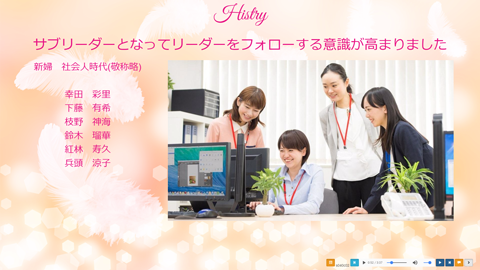 Histry
サブリーダーとなってリーダーをフォローする意識が高まりました
新婦　社会人時代(敬称略)
幸田　彩里
下藤　有希
枝野　神海
鈴木　瑠華
紅林　寿久
兵頭　涼子